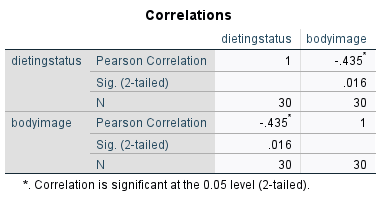 Correlations
dietingstatus bodyimage
dietingstatus Pearson Correlation 1 -.435*
Sig. (2-tailed) .016
N 30 30
bodyimage Pearson Correlation -.435* 1
Sig. (2-tailed) .016
N 30 30
*. Correlation is significant at the 0.05 level (2-tailed).